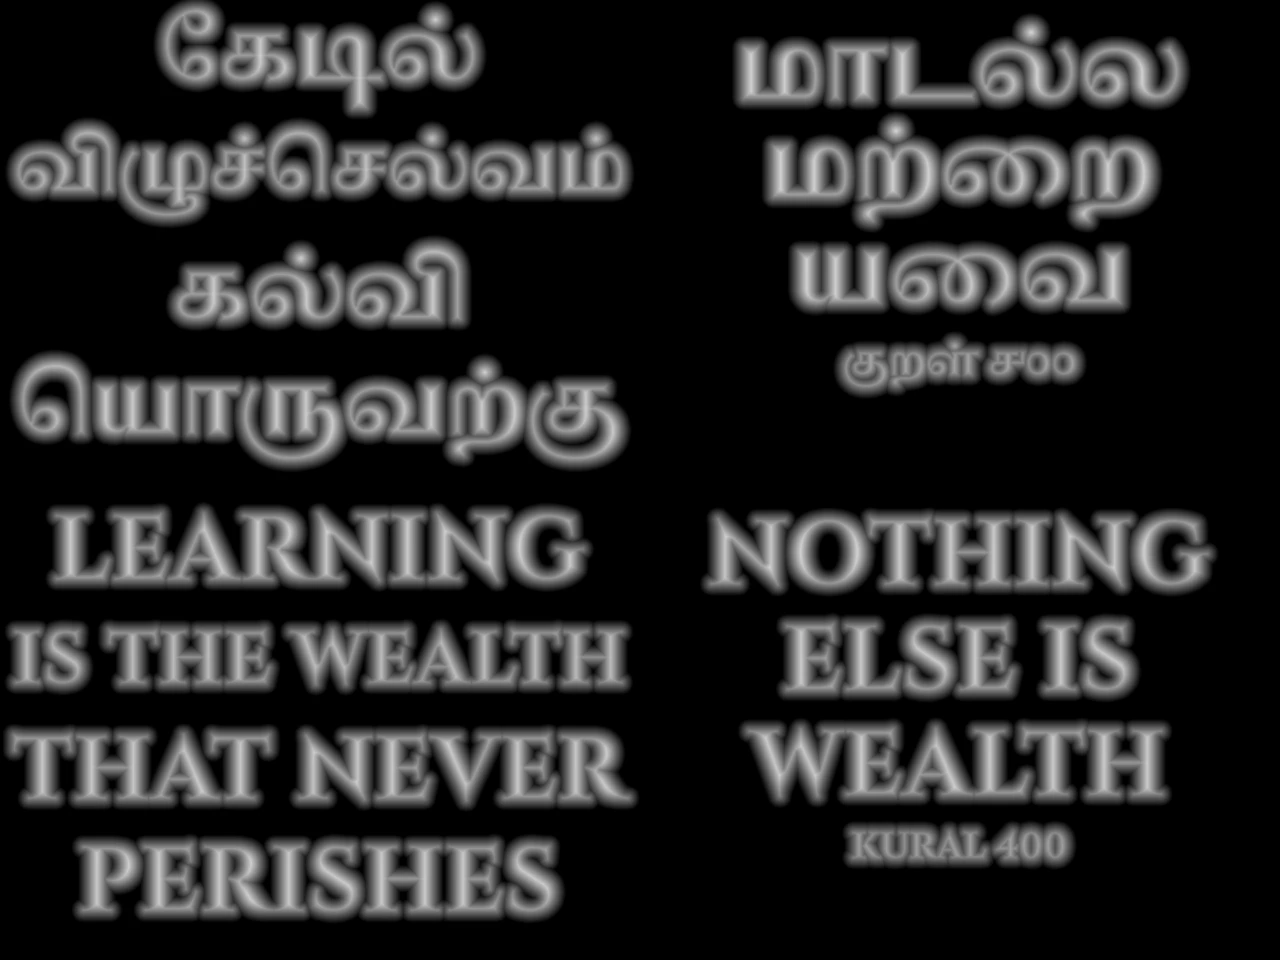 கேடில்
விழுச்செல்வம்
கல்வி
யொருவற்கு
மாடல்ல
மற்றை
யவை
குறள் ௪௦௦
LEARNING
IS THE WEALTH
THAT NEVER
PERISHES
NOTHING
ELSE IS
WEALTH
KURAL 400